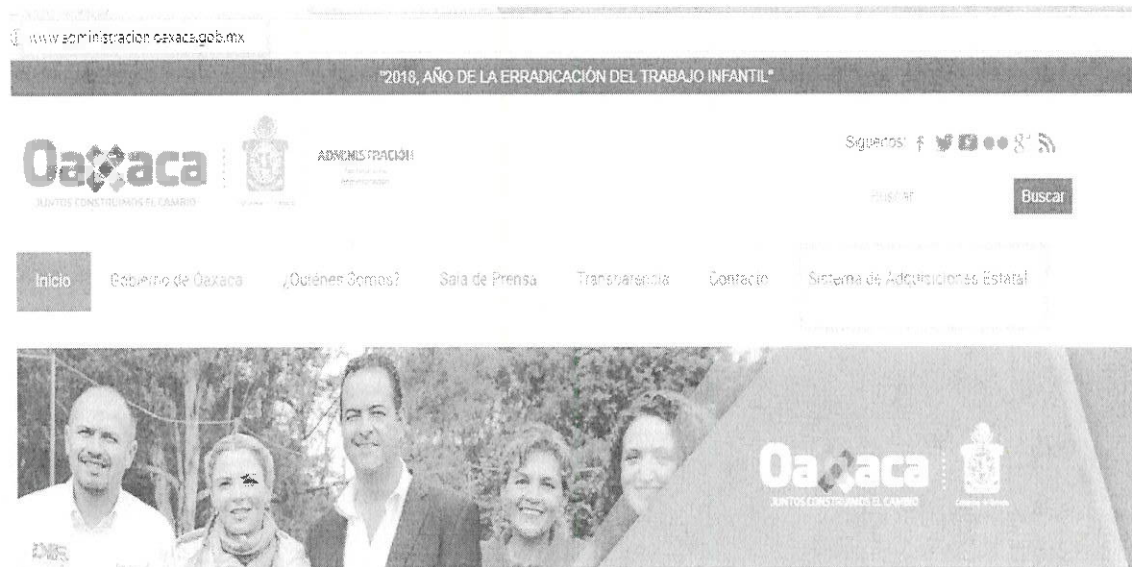 www.administracion.oaxaca.gob.mx
"2018, AÑO DE LA ERRADICACIÓN DEL TRABAJO INFANTIL"
Oaxaca
JUNTOS CONSTRUIMOS EL CAMBIO
ADMINISTRACIÓN
Síguenos:
Buscar
Buscar
Inicio
Gobierno de Oaxaca
¿Quiénes Somos?
Sala de Prensa
Transparencia
Contacto
Sistema de Adquisiciones Estatal
Oaxaca
JUNTOS CONSTRUIMOS EL CAMBIO